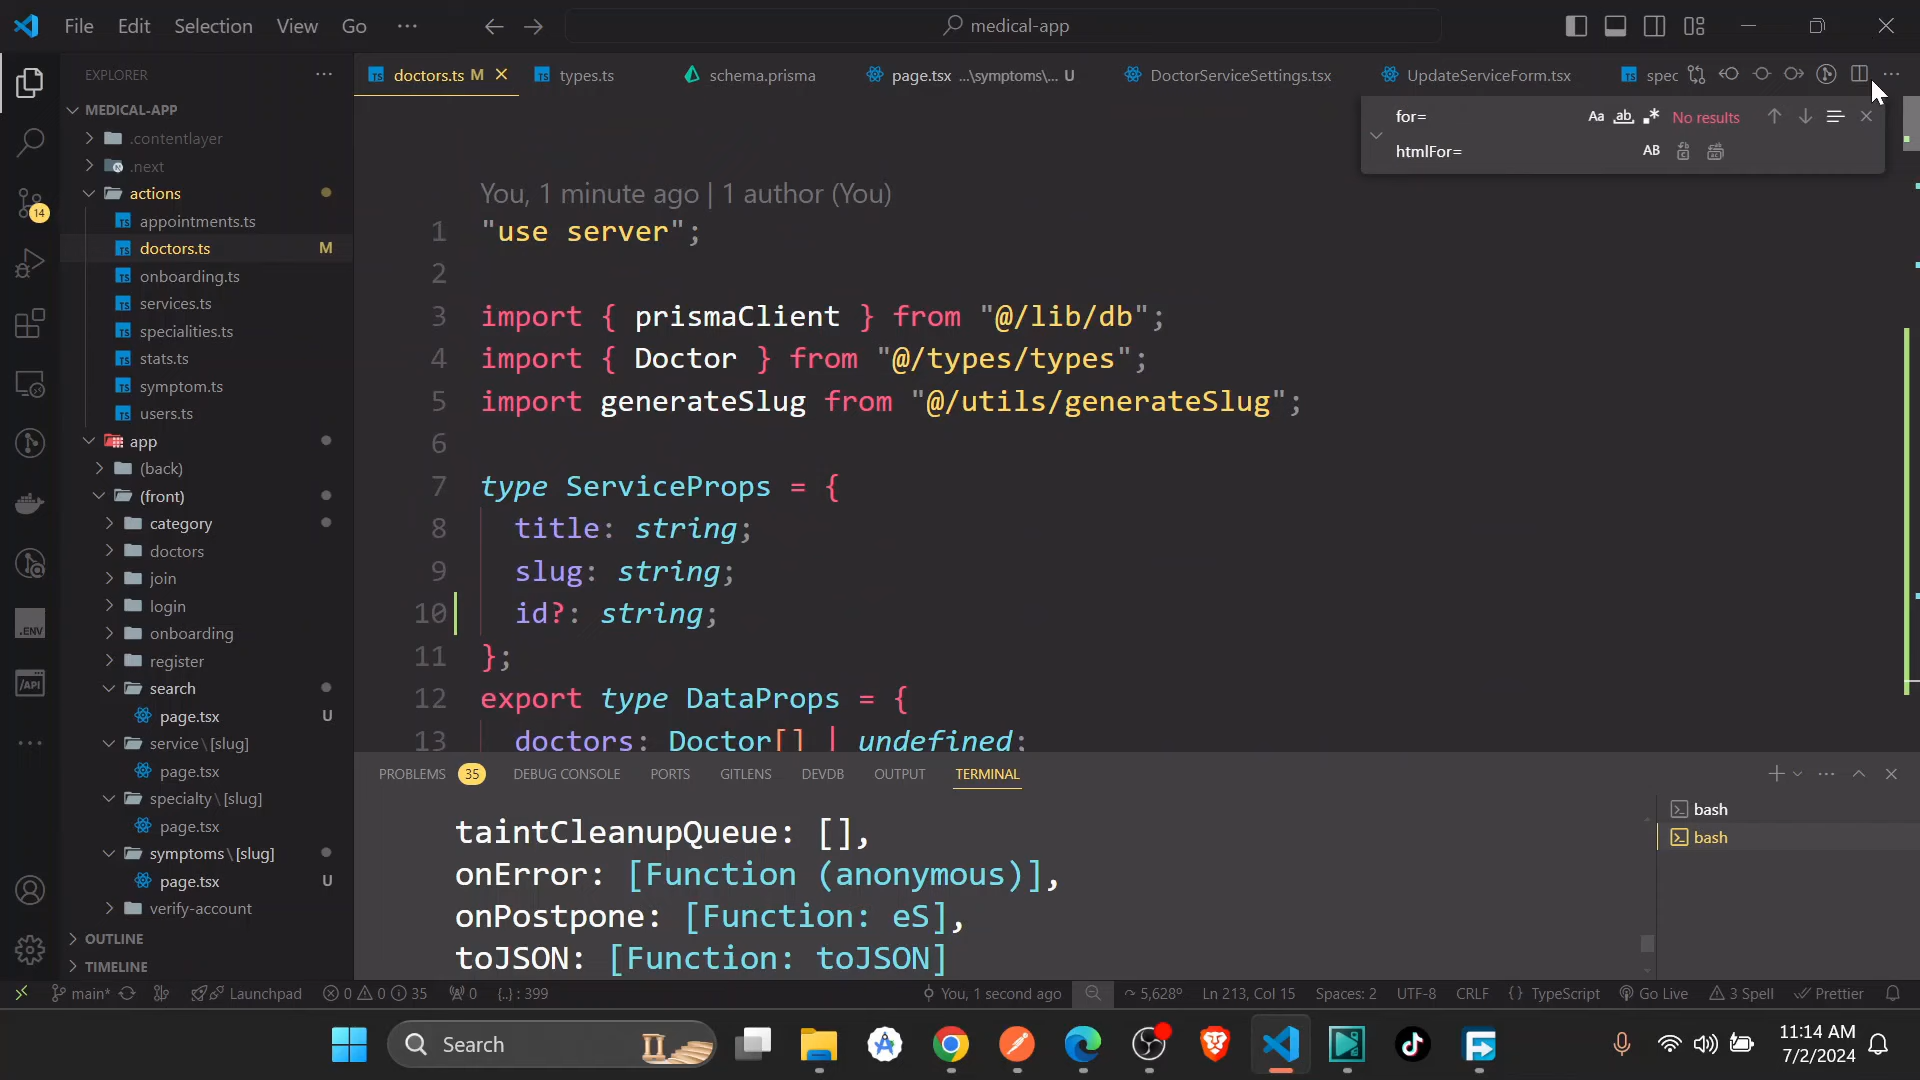 File Edit Selection View Go ··· medical-app
EXPLORER ···
doctors.ts M types.ts schema.prisma page.tsx ...\symptoms\... U DoctorServiceSettings.tsx UpdateServiceForm.tsx spec ···
for= Aa ab No results
htmlFor= AB
MEDICAL-APP
.contentlayer
.next
actions
appointments.ts
doctors.ts M
onboarding.ts
services.ts
specialities.ts
stats.ts
symptom.ts
users.ts
app
(back)
(front)
category
doctors
join
login
onboarding
register
search
page.tsx U
service\[slug]
page.tsx
specialty\[slug]
page.tsx
symptoms\[slug]
page.tsx U
verify-account
OUTLINE
TIMELINE
14
.ENV
/API
You, 1 minute ago | 1 author (You)
1 "use server";
2
3 import { prismaClient } from "@/lib/db";
4 import { Doctor } from "@/types/types";
5 import generateSlug from "@/utils/generateSlug";
6
7 type ServiceProps = {
8 title: string;
9 slug: string;
10 id?: string;
11 };
12 export type DataProps = {
13 doctors: Doctor[] | undefined;
PROBLEMS 35 DEBUG CONSOLE PORTS GITLENS DEVDB OUTPUT TERMINAL
taintCleanupQueue: [],
onError: [Function (anonymous)],
onPostpone: [Function: eS],
toJSON: [Function: toJSON]
bash
bash
main* Launchpad 0 0 35 0 {..} : 399 You, 1 second ago 5,628º Ln 213, Col 15 Spaces: 2 UTF-8 CRLF {} TypeScript Go Live 3 Spell Prettier
Search
11:14 AM
7/2/2024